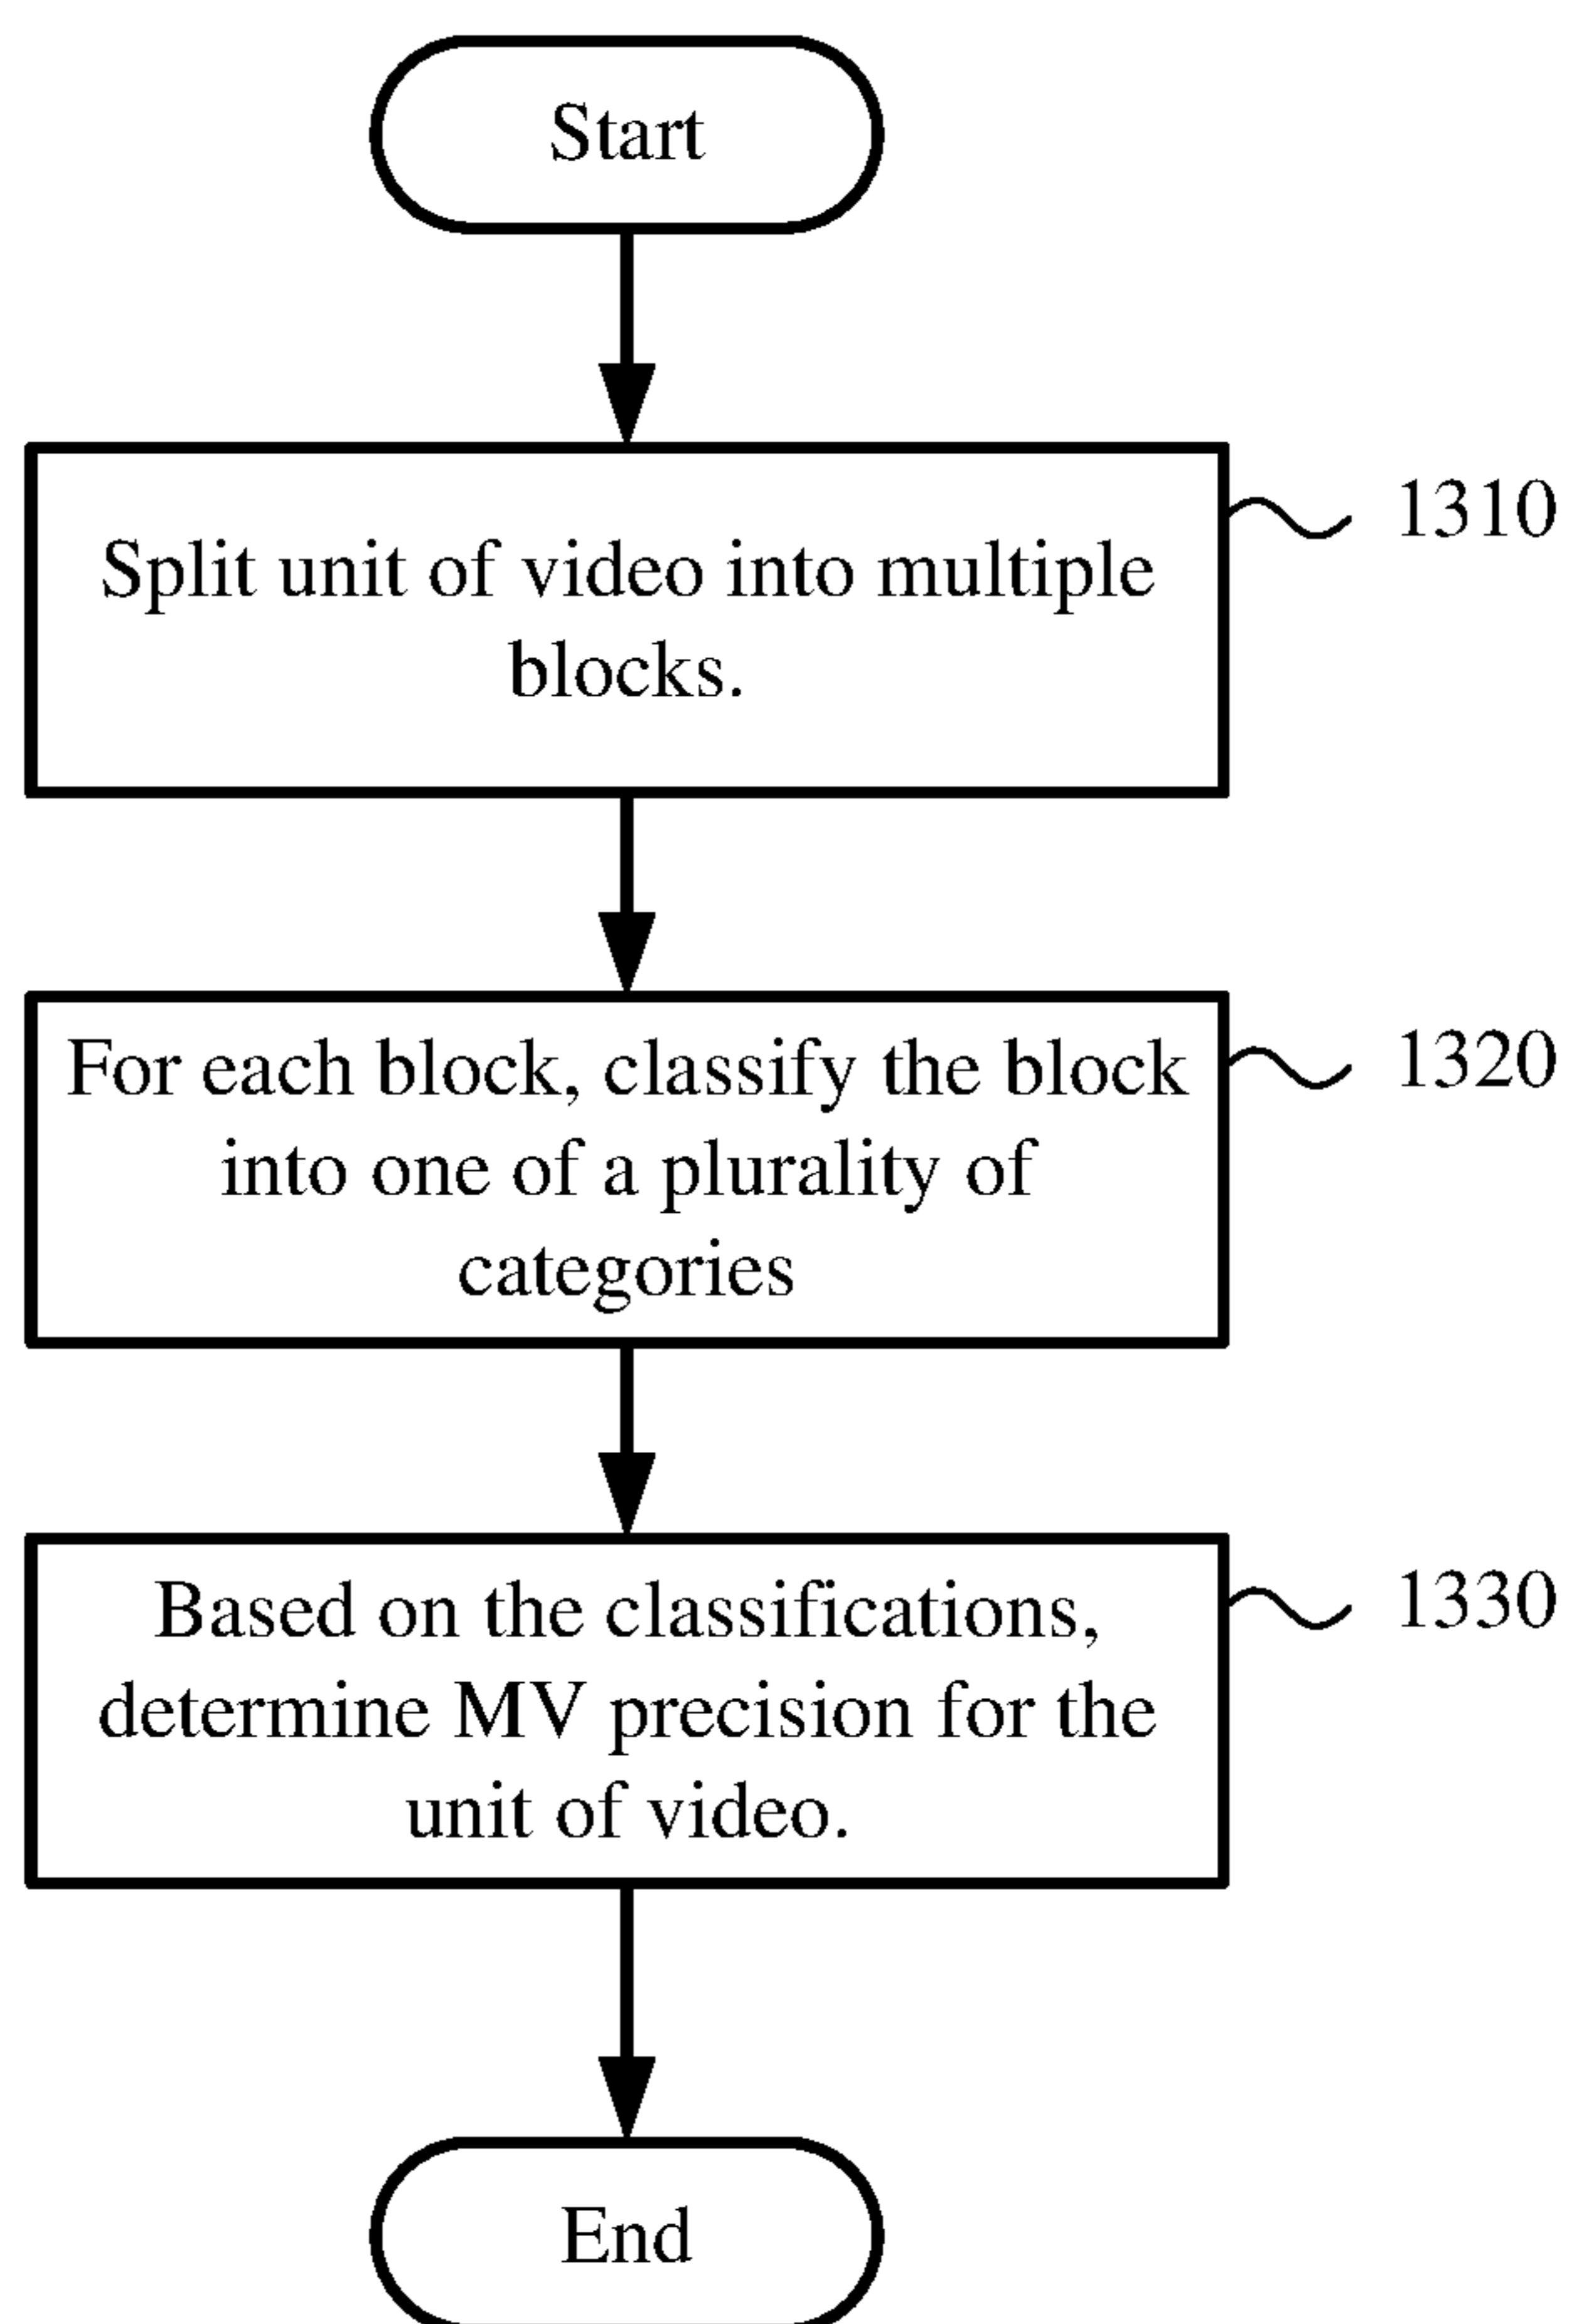 Start
Split unit of video into multiple
blocks.
1310
For each block, classify the block
into one of a plurality of
categories
1320
Based on the classifications,
determine MV precision for the
unit of video.
1330
End